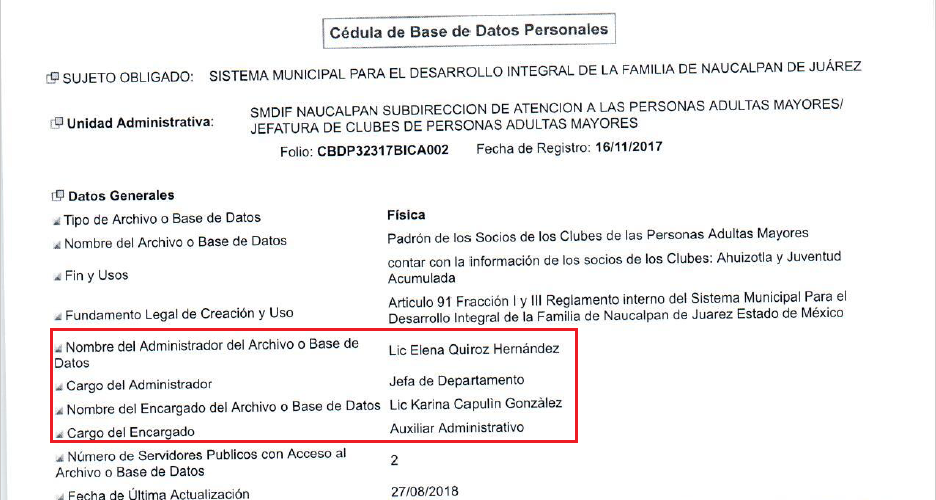 Cédula de Base de Datos Personales
SUJETO OBLIGADO: SISTEMA MUNICIPAL PARA EL DESARROLLO INTEGRAL DE LA FAMILIA DE NAUCALPAN DE JUÁREZ
Unidad Administrativa: SMDIF NAUCALPAN SUBDIRECCION DE ATENCION A LAS PERSONAS ADULTAS MAYORES/
JEFATURA DE CLUBES DE PERSONAS ADULTAS MAYORES
Folio: CBDP32317BICA002 Fecha de Registro: 16/11/2017
Datos Generales
Tipo de Archivo o Base de Datos Física
Nombre del Archivo o Base de Datos Padrón de los Socios de los Clubes de las Personas Adultas Mayores
Fin y Usos contar con la información de los socios de los Clubes: Ahuizotla y Juventud
Acumulada
Fundamento Legal de Creación y Uso Articulo 91 Fracción I y III Reglamento interno del Sistema Municipal Para el
Desarrollo Integral de la Familia de Naucalpan de Juarez Estado de México
Nombre del Administrador del Archivo o Base de
Datos Lic Elena Quiroz Hernández
Cargo del Administrador Jefa de Departamento
Nombre del Encargado del Archivo o Base de Datos Lic Karina Capulìn Gonzàlez
Cargo del Encargado Auxiliar Administrativo
Número de Servidores Publicos con Acceso al
Archivo o Base de Datos 2
Fecha de Última Actualización 27/08/2018